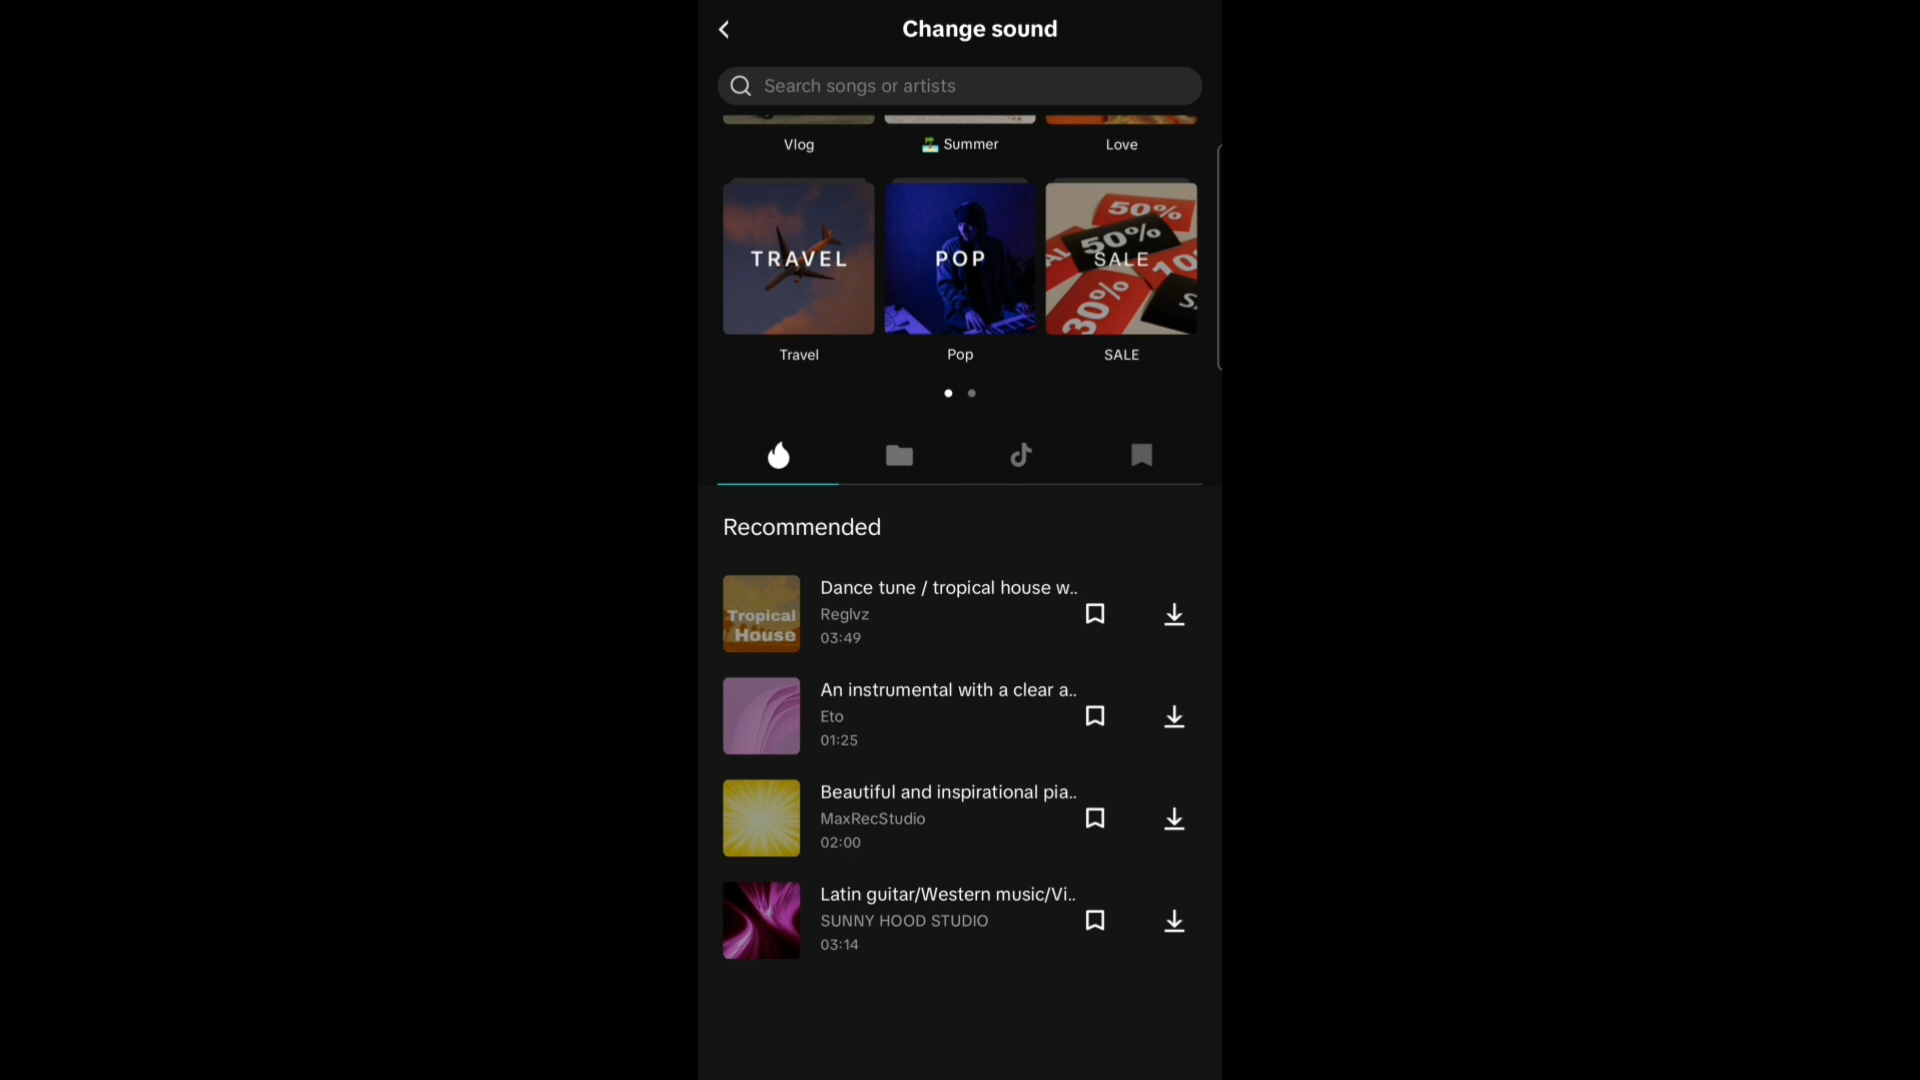 Change sound
Search songs or artists
Vlog
🏝️ Summer
Love
TRAVEL
POP
50%
50%
SALE
30%
Travel
Pop
SALE
Recommended
Dance tune / tropical house w..
Reglvz
03:49
Tropical
House
An instrumental with a clear a..
Eto
01:25
Beautiful and inspirational pia..
MaxRecStudio
02:00
Latin guitar/Western music/Vi..
SUNNY HOOD STUDIO
03:14